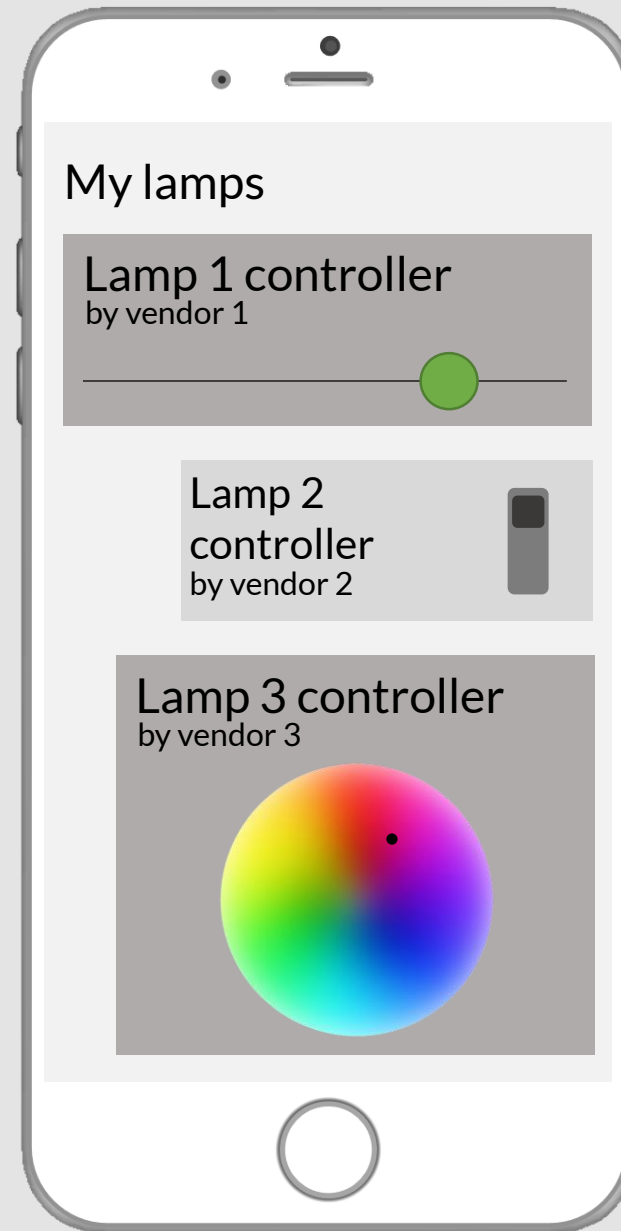 My lamps
Lamp 1 controller
by vendor 1
Lamp 2
controller
by vendor 2
Lamp 3 controller
by vendor 3